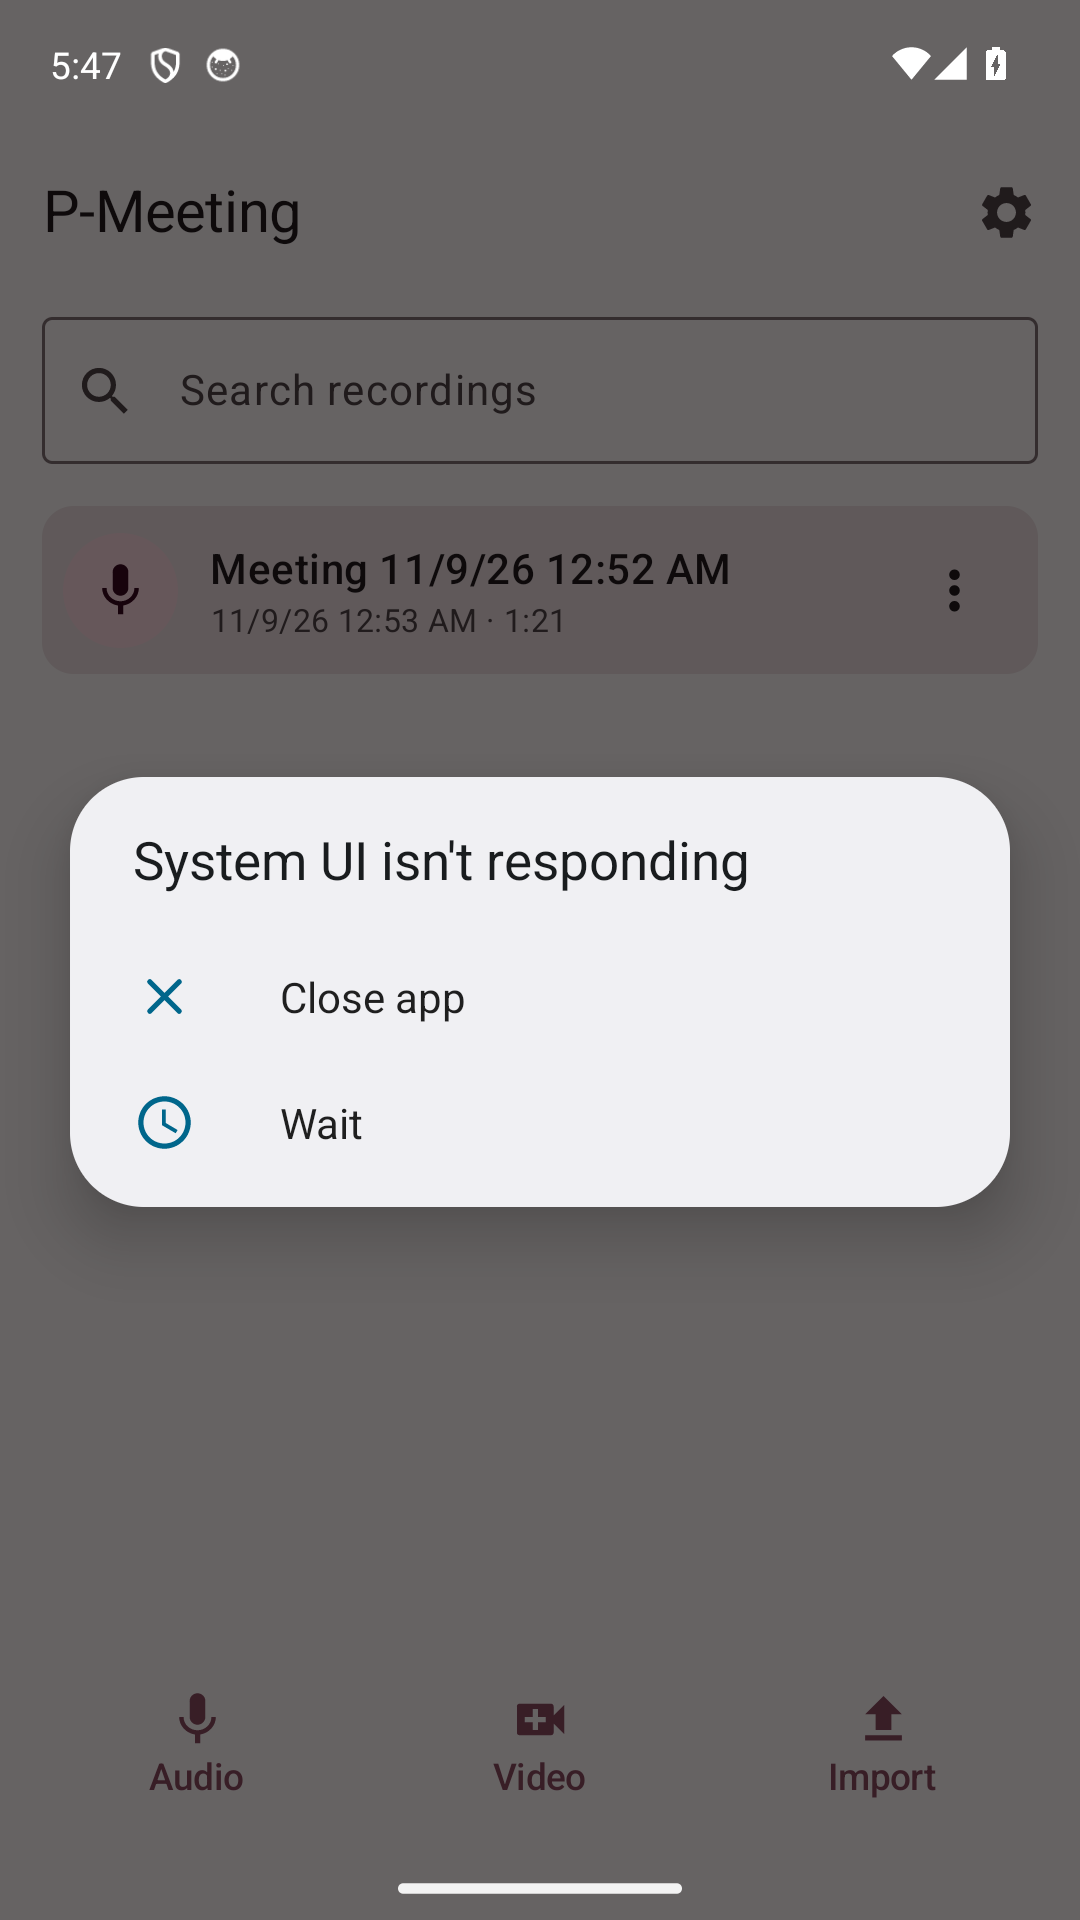 5:47
P-Meeting
Search recordings
Meeting 11/9/26 12:52 AM
11/9/26 12:53 AM · 1:21
System UI isn't responding
Close app
Wait
Audio
Video
Import